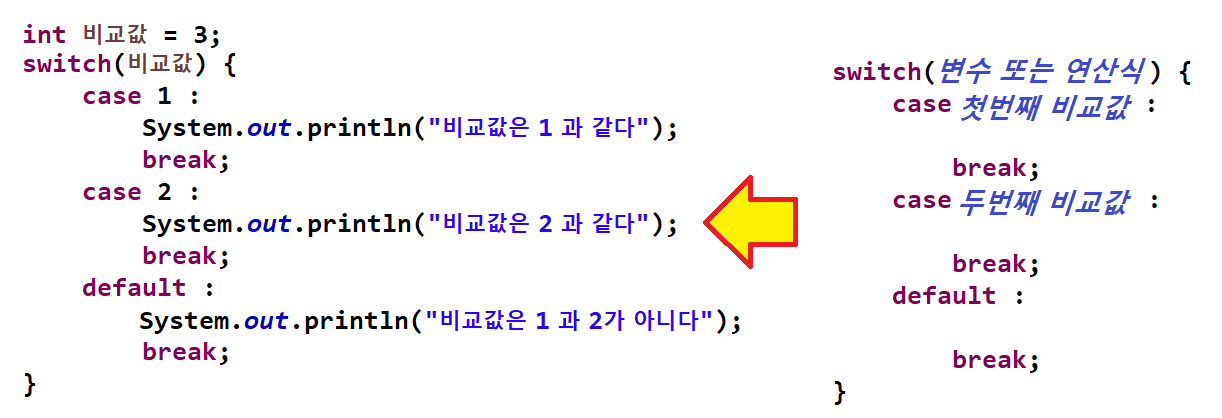 int 비교값 = 3;
switch(비교값) {
case 1 :
System.out.println("비교값은 1 과 같다");
break;
case 2 :
System.out.println("비교값은 2 과 같다");
break;
default :
System.out.println("비교값은 1 과 2가 아니다");
break;
}
switch(변수 또는 연산식) {
case 첫번째 비교값 :
break;
case 두번째 비교값 :
break;
default :
break;
}